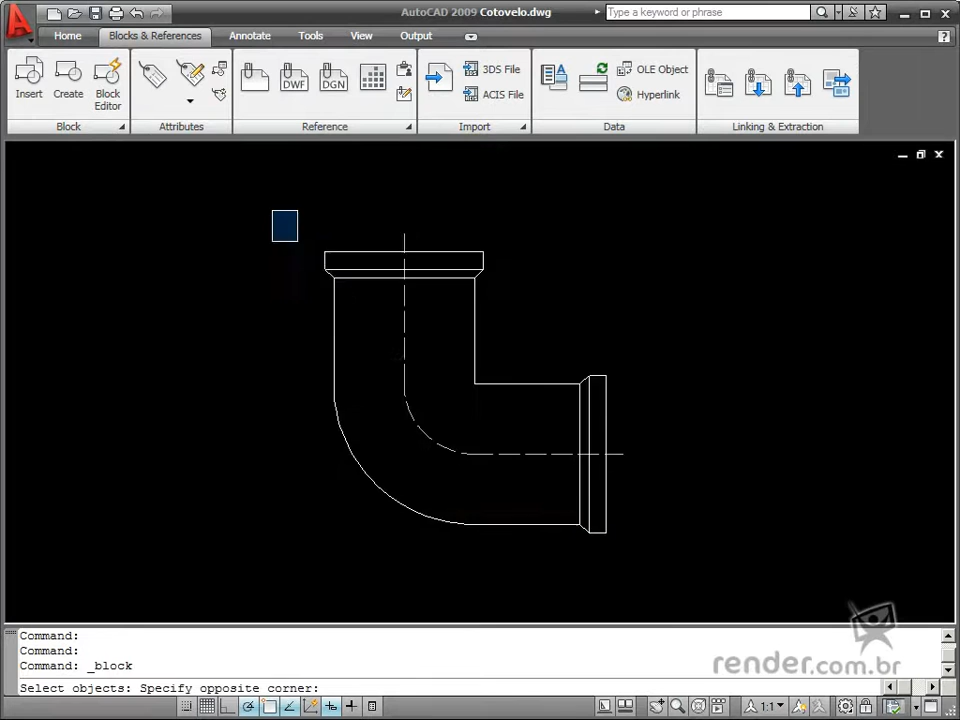 AutoCAD 2009 Cotovelo.dwg
Type a keyword or phrase
Home Blocks & References Annotate Tools View Output
Insert Create Block Editor
DWF DGN
3DS File
ACIS File
OLE Object
Hyperlink
Block Attributes Reference Import Data Linking & Extraction
Command:
Command:
Command: _block
Select objects: Specify opposite corner:
render.com.br
1:1